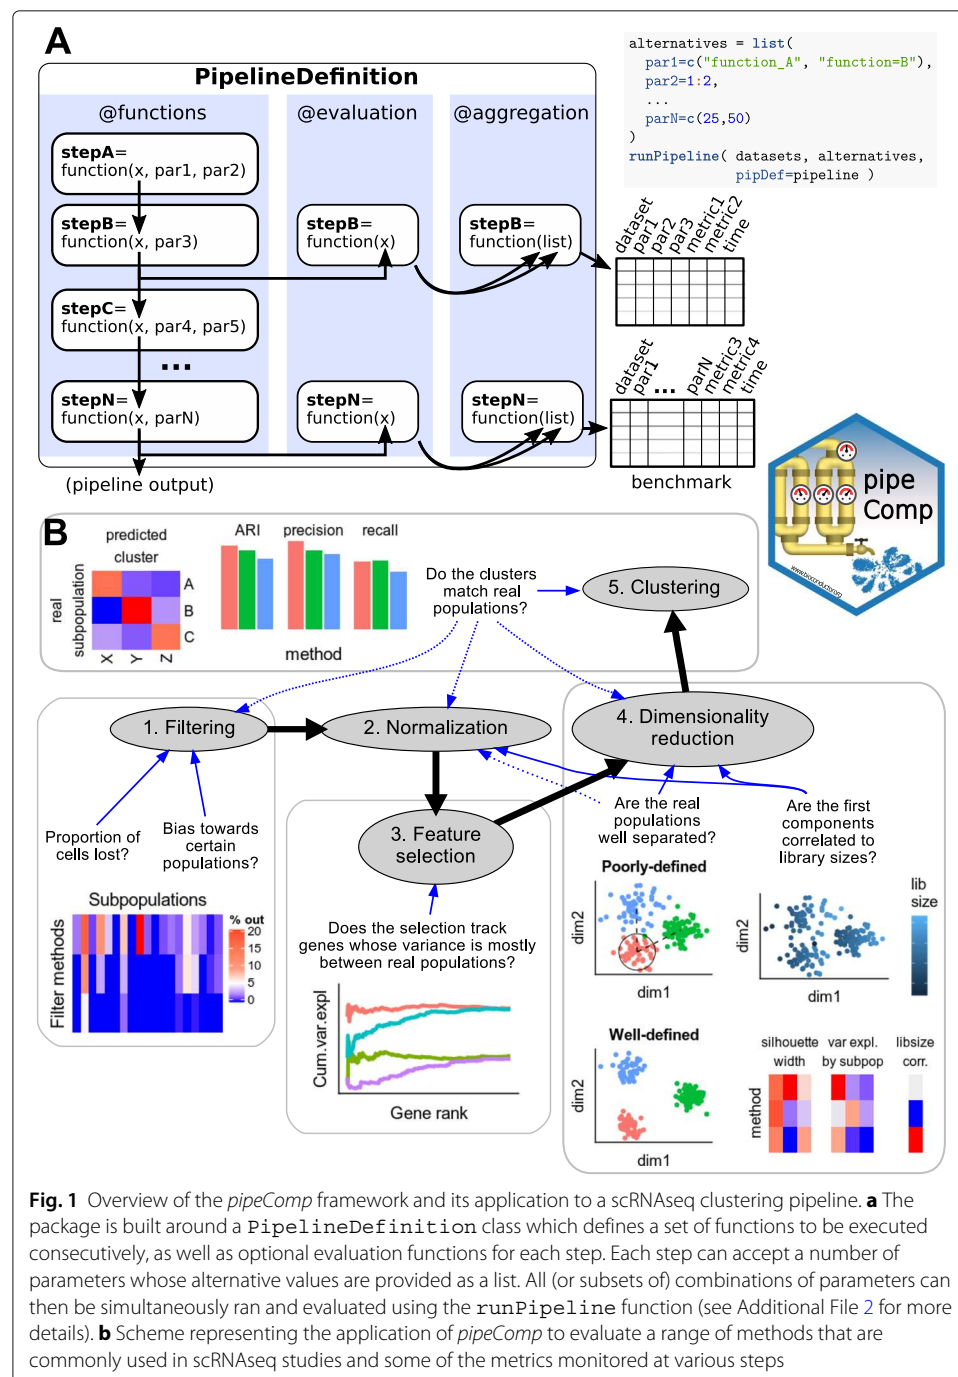 A
PipelineDefinition
@functions
@evaluation
@aggregation
stepA=
function(x, par1, par2)
stepB=
function(x, par3)
stepC=
function(x, par4, par5)
...
stepN=
function(x, parN)
(pipeline output)
stepB=
function(x)
stepN=
function(x)
stepB=
function(list)
stepN=
function(list)
alternatives = list(
par1=c("function_A", "function=B"),
par2=1:2,
...
parN=c(25,50)
)
runPipeline( datasets, alternatives,
pipDef=pipeline )
dataset
par1
par2
par3
metric1
metric2
time
dataset
par1
...
parN
metric3
metric4
time
benchmark
pipe
Comp
www.bioconductor.org
B
predicted
cluster
real
subpopulation
A
B
C
X
Y
Z
ARI
precision
recall
method
Do the clusters
match real
populations?
5. Clustering
1. Filtering
2. Normalization
4. Dimensionality
reduction
3. Feature
selection
Proportion of
cells lost?
Bias towards
certain
populations?
Subpopulations
Filter methods
% out
20
15
10
5
0
Does the selection track
genes whose variance is mostly
between real populations?
Cum.var.expl
Gene rank
Are the real
populations
well separated?
Are the first
components
correlated to
library sizes?
Poorly-defined
dim2
dim1
dim2
dim1
lib
size
Well-defined
dim2
dim1
silhouette
width
var expl.
by subpop
libsize
corr.
method
Fig. 1 Overview of the pipeComp framework and its application to a scRNAseq clustering pipeline. a The
package is built around a PipelineDefinition class which defines a set of functions to be executed
consecutively, as well as optional evaluation functions for each step. Each step can accept a number of
parameters whose alternative values are provided as a list. All (or subsets of) combinations of parameters can
then be simultaneously ran and evaluated using the runPipeline function (see Additional File 2 for more
details). b Scheme representing the application of pipeComp to evaluate a range of methods that are
commonly used in scRNAseq studies and some of the metrics monitored at various steps